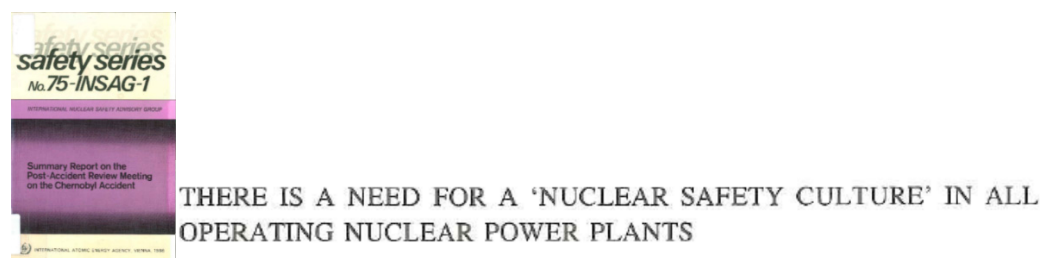 safety series
safety series
No.75-INSAG-1
INTERNATIONAL NUCLEAR SAFETY ADVISORY GROUP
Summary Report on the
Post-Accident Review Meeting
on the Chernobyl Accident
INTERNATIONAL ATOMIC ENERGY AGENCY, VIENNA, 1986
THERE IS A NEED FOR A ‘NUCLEAR SAFETY CULTURE’ IN ALL
OPERATING NUCLEAR POWER PLANTS